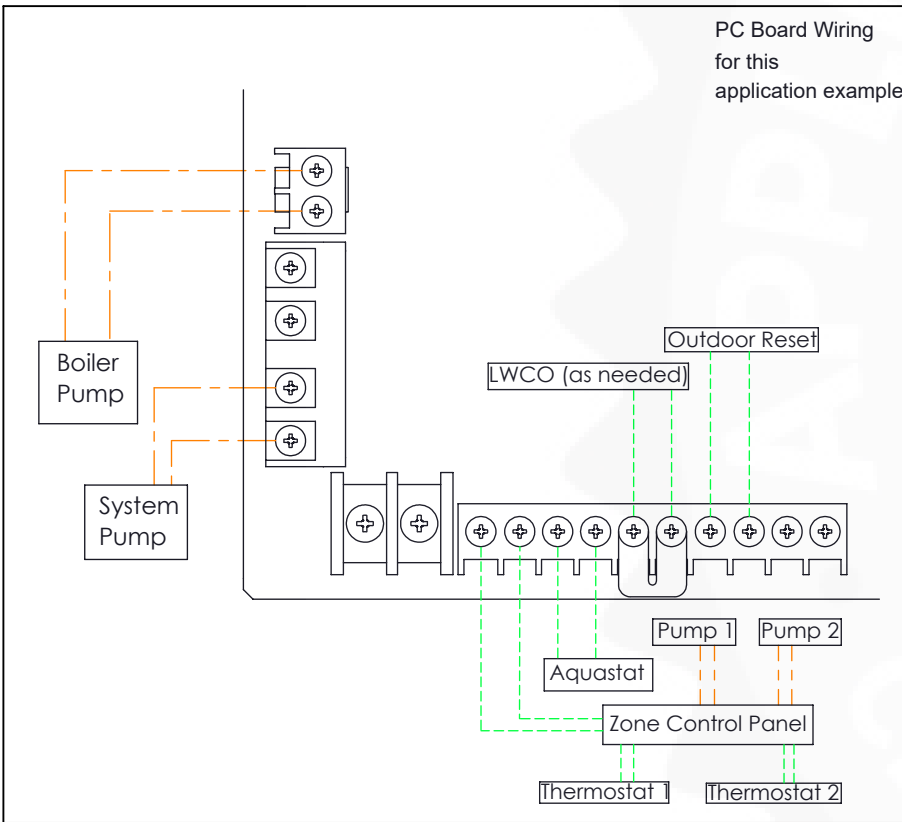 PC Board Wiring
for this
application example
Boiler
Pump
Outdoor Reset
LWCO (as needed)
System
Pump
Pump 1
Pump 2
Aquastat
Zone Control Panel
Thermostat 1
Thermostat 2